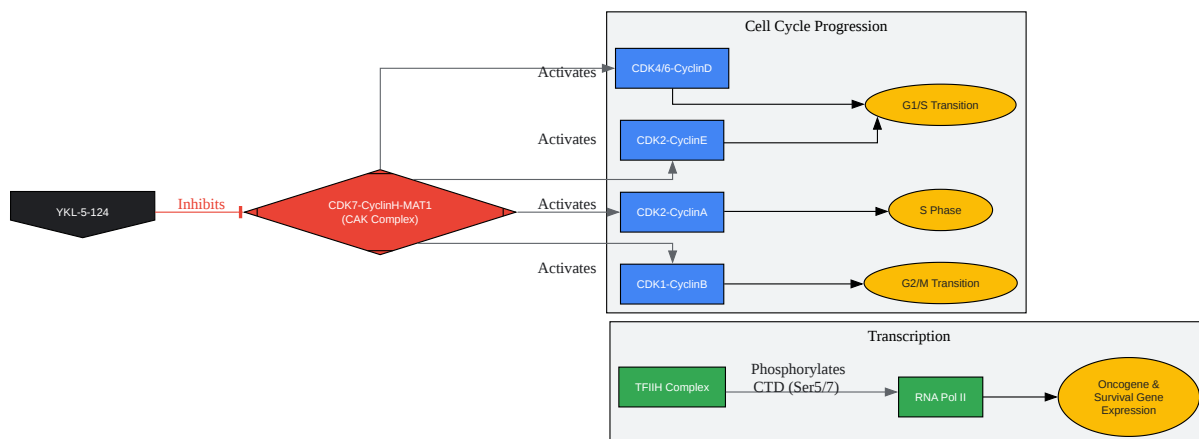 Cell Cycle Progression
Activates
CDK4/6-CyclinD
G1/S Transition
Activates
CDK2-CyclinE
YKL-5-124
Inhibits
CDK7-CyclinH-MAT1
(CAK Complex)
Activates
CDK2-CyclinA
S Phase
Activates
CDK1-CyclinB
G2/M Transition
Transcription
TFIIH Complex
Phosphorylates
CTD (Ser5/7)
RNA Pol II
Oncogene &
Survival Gene
Expression